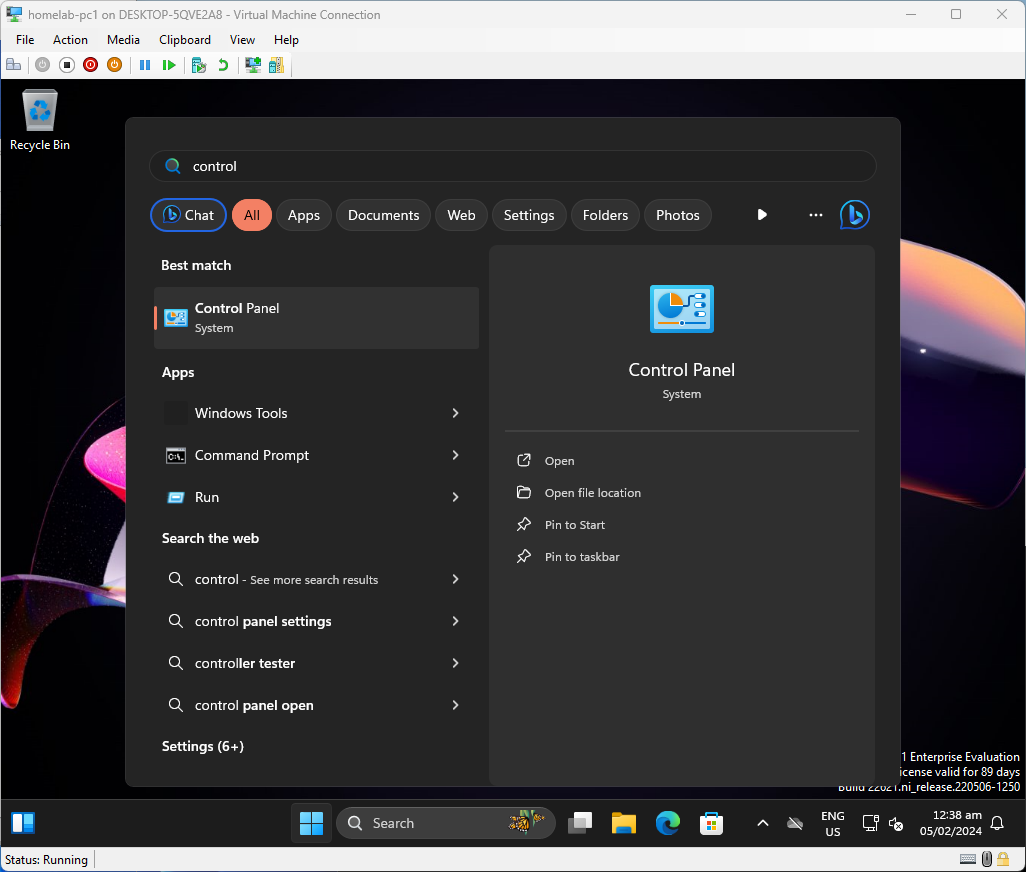 homelab-pc1 on DESKTOP-5QVE2A8 - Virtual Machine Connection
File Action Media Clipboard View Help
Recycle Bin
control
Chat All Apps Documents Web Settings Folders Photos
Best match
Control Panel
System
Apps
Windows Tools
Command Prompt
Run
Search the web
control - See more search results
control panel settings
controller tester
control panel open
Settings (6+)
Control Panel
System
Open
Open file location
Pin to Start
Pin to taskbar
1 Enterprise Evaluation
icense valid for 89 days
Build 22621.ni_release.220506-1250
Search
ENG
US
12:38 am
05/02/2024
Status: Running